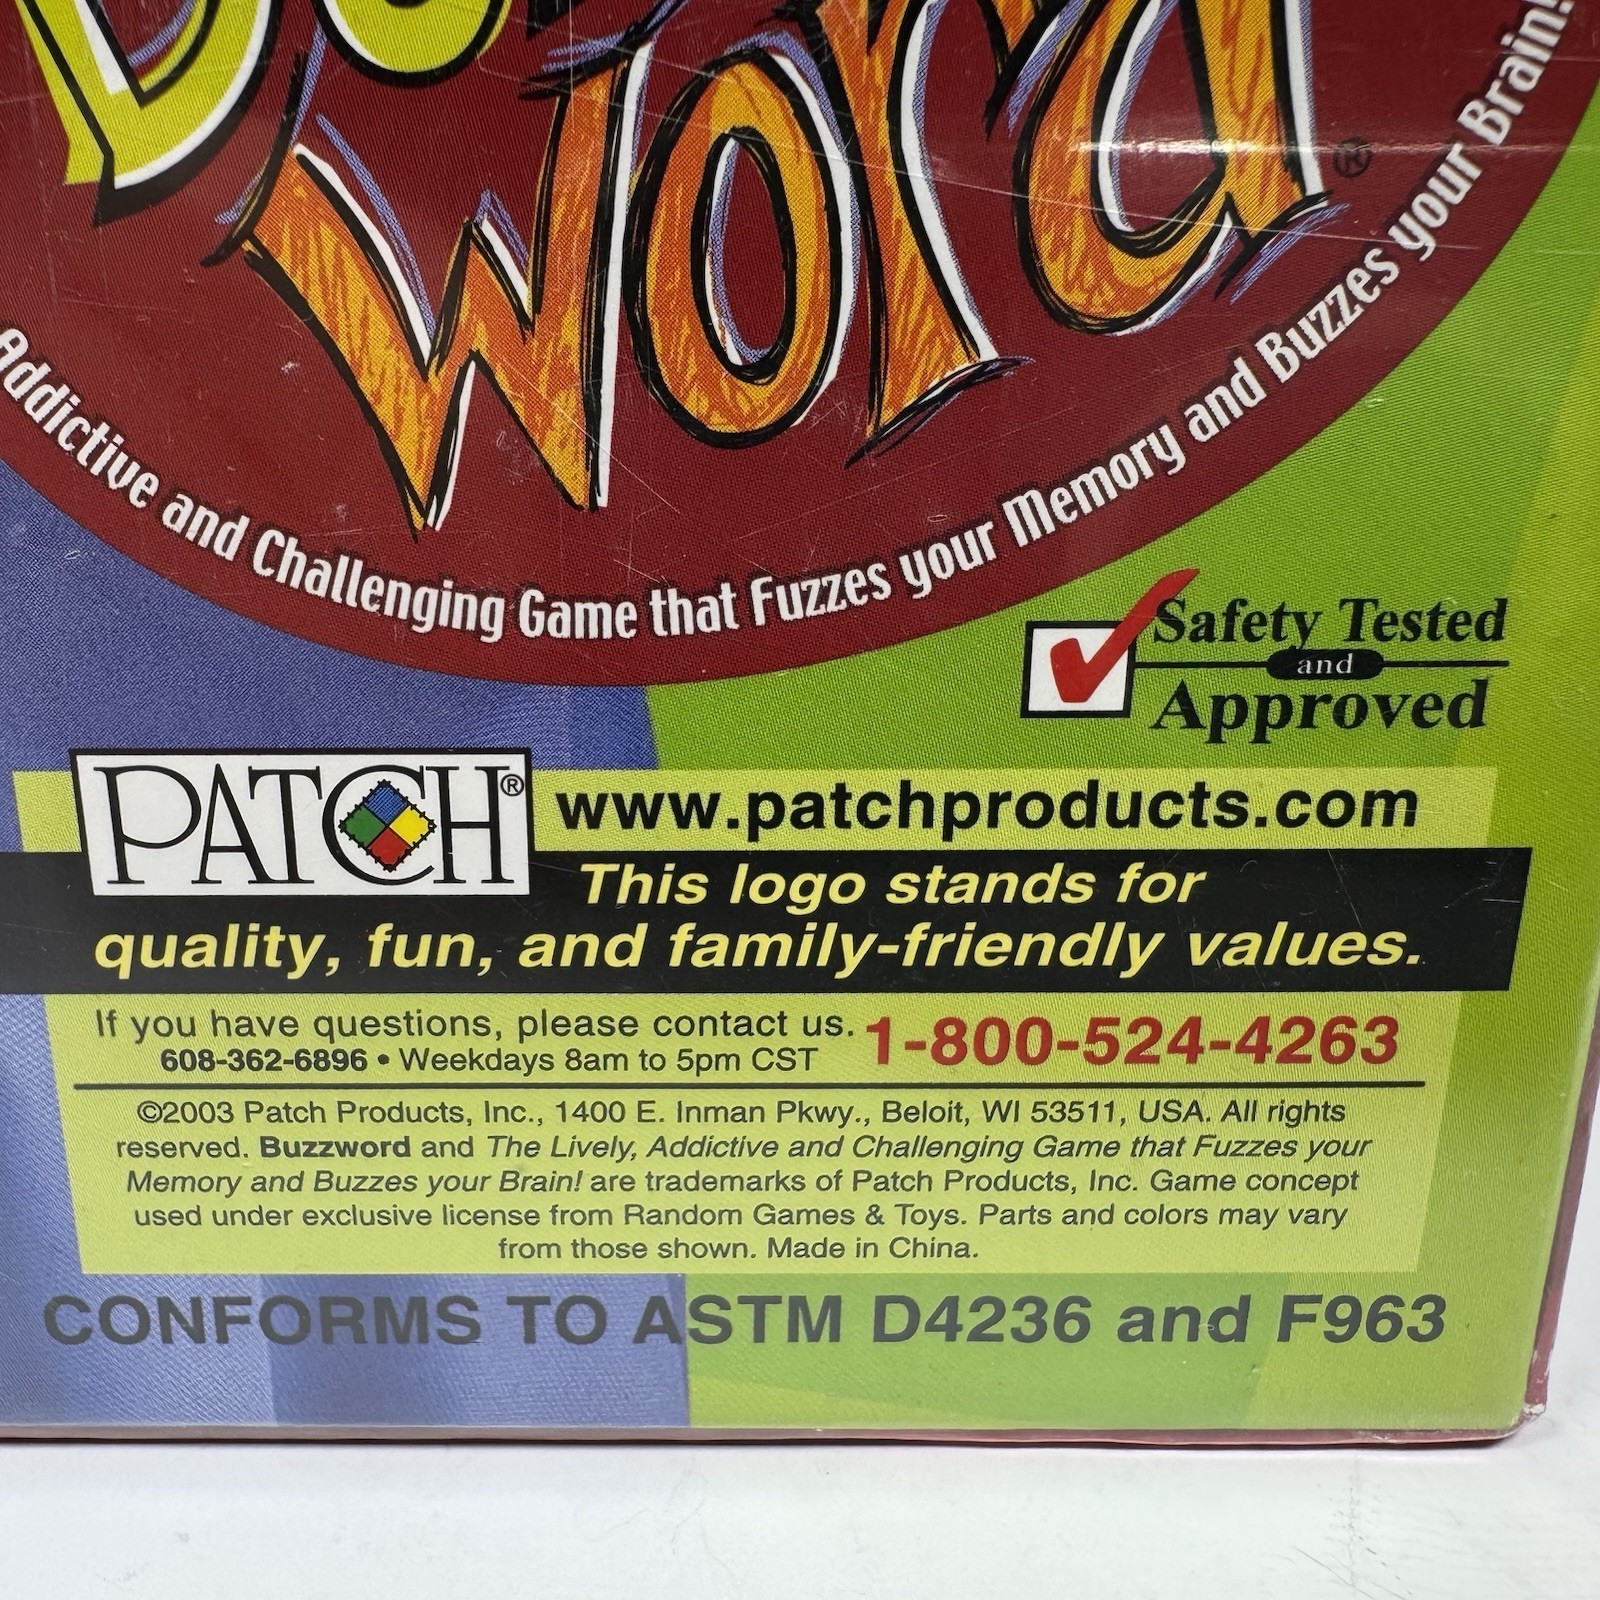 Word®
Addictive and Challenging Game that Fuzzes your Memory and Buzzes your Brain!
Safety Tested
and
Approved
PATCH®
www.patchproducts.com
This logo stands for
quality, fun, and family-friendly values.
If you have questions, please contact us. 1-800-524-4263
608-362-6896 • Weekdays 8am to 5pm CST
©2003 Patch Products, Inc., 1400 E. Inman Pkwy., Beloit, WI 53511, USA. All rights
reserved. Buzzword and The Lively, Addictive and Challenging Game that Fuzzes your
Memory and Buzzes your Brain! are trademarks of Patch Products, Inc. Game concept
used under exclusive license from Random Games & Toys. Parts and colors may vary
from those shown. Made in China.
CONFORMS TO ASTM D4236 and F963